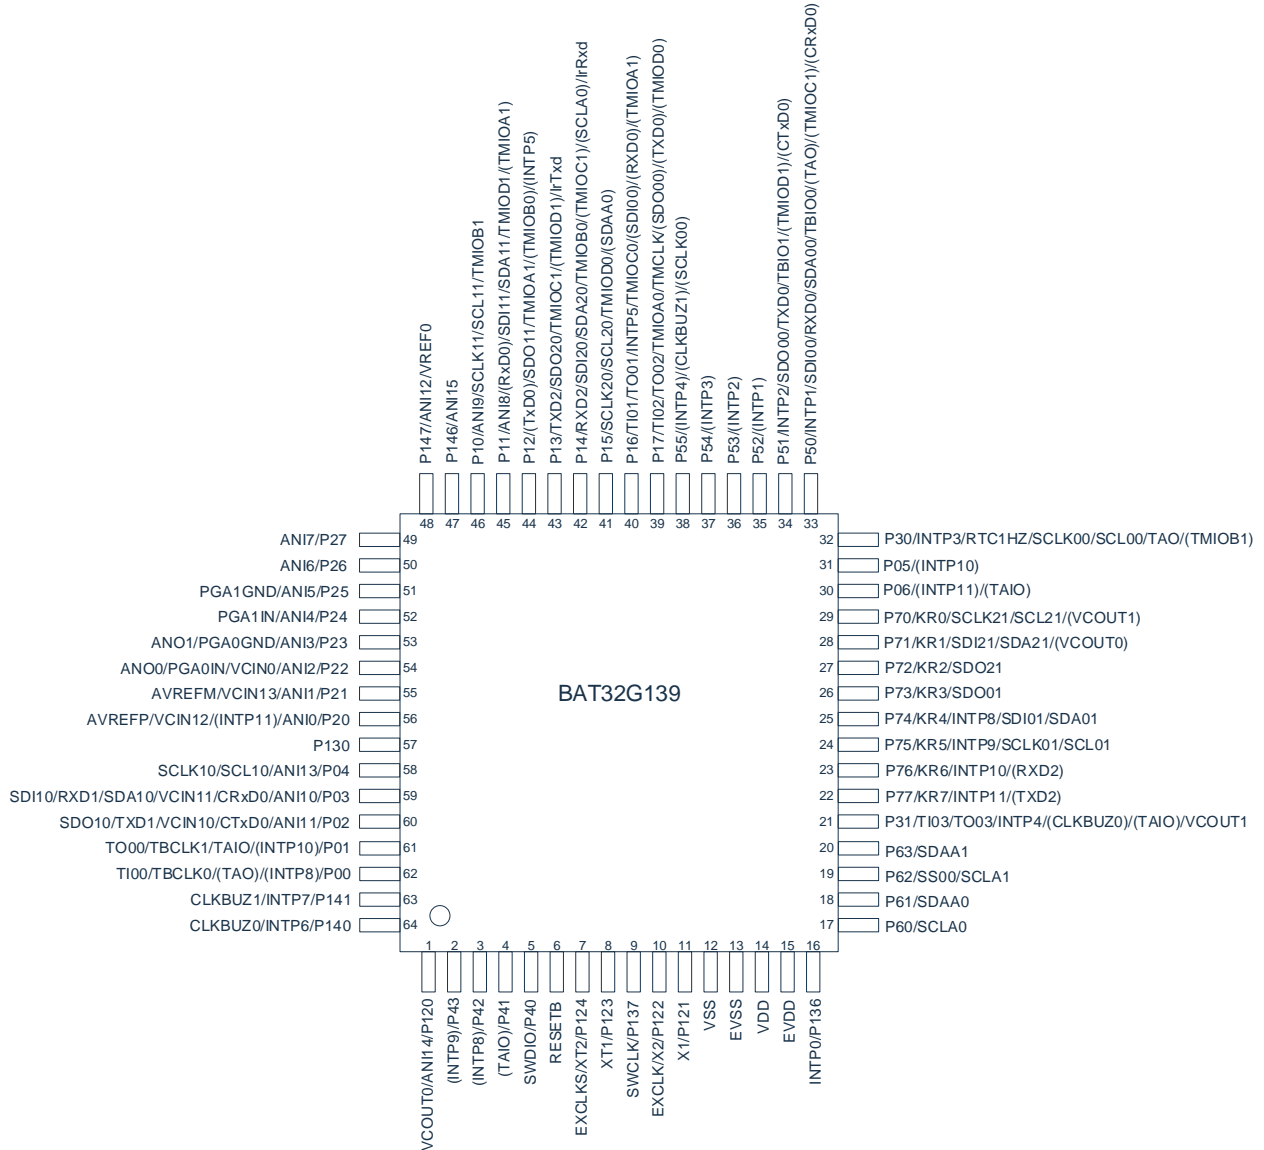 P147/ANI12/VREF0
P146/ANI15
P10/ANI9/SCLK11/SCL11/TMIOB1
P11/ANI8/(RxD0)/SDI11/SDA11/TMIOD1/(TMIOA1)
P12/(TxD0)/SDO11/TMIOA1/(TMIOB0)/(INTP5)
P13/TXD2/SDO20/TMIOC1/(TMIOD1)/IrTxd
P14/RXD2/SDI20/SDA20/TMIOB0/(TMIOC1)/(SCLA0)/IrRxd
P15/SCLK20/SCL20/TMIOD0/(SDAA0)
P16/TI01/TO01/INTP5/TMIOC0/(SDI00)/(RXD0)/(TMIOA1)
P17/TI02/TO02/TMIOA0/TMCLK/(SDO00)/(TXD0)/(TMIOD0)
P55/(INTP4)/(CLKBUZ1)/(SCLK00)
P54/(INTP3)
P53/(INTP2)
P52/(INTP1)
P51/INTP2/SDO00/TXD0/TBIO1/(TMIOD1)/(CTxD0)
P50/INTP1/SDI00/RXD0/SDA00/TBIO0/(TAO)/(TMIOC1)/(CRxD0)
48 47 46 45 44 43 42 41 40 39 38 37 36 35 34 33
ANI7/P27 49
ANI6/P26 50
PGA1GND/ANI5/P25 51
PGA1IN/ANI4/P24 52
ANO1/PGA0GND/ANI3/P23 53
ANO0/PGA0IN/VCIN0/ANI2/P22 54
AVREFM/VCIN13/ANI1/P21 55
AVREFP/VCIN12/(INTP11)/ANI0/P20 56
P130 57
SCLK10/SCL10/ANI13/P04 58
SDI10/RXD1/SDA10/VCIN11/CRxD0/ANI10/P03 59
SDO10/TXD1/VCIN10/CTxD0/ANI11/P02 60
TO00/TBCLK1/TAIO/(INTP10)/P01 61
TI00/TBCLK0/(TAO)/(INTP8)/P00 62
CLKBUZ1/INTP7/P141 63
CLKBUZ0/INTP6/P140 64
BAT32G139
32 P30/INTP3/RTC1HZ/SCLK00/SCL00/TAO/(TMIOB1)
31 P05/(INTP10)
30 P06/(INTP11)/(TAIO)
29 P70/KR0/SCLK21/SCL21/(VCOUT1)
28 P71/KR1/SDI21/SDA21/(VCOUT0)
27 P72/KR2/SDO21
26 P73/KR3/SDO01
25 P74/KR4/INTP8/SDI01/SDA01
24 P75/KR5/INTP9/SCLK01/SCL01
23 P76/KR6/INTP10/(RXD2)
22 P77/KR7/INTP11/(TXD2)
21 P31/TI03/TO03/INTP4/(CLKBUZ0)/(TAIO)/VCOUT1
20 P63/SDAA1
19 P62/SS00/SCLA1
18 P61/SDAA0
17 P60/SCLA0
1 2 3 4 5 6 7 8 9 10 11 12 13 14 15 16
VCOUT0/ANI14/P120
(INTP9)/P43
(INTP8)/P42
(TAIO)/P41
SWDIO/P40
RESETB
EXCLKS/XT2/P124
XT1/P123
SWCLK/P137
EXCLK/X2/P122
X1/P121
VSS
EVSS
VDD
EVDD
INTP0/P136